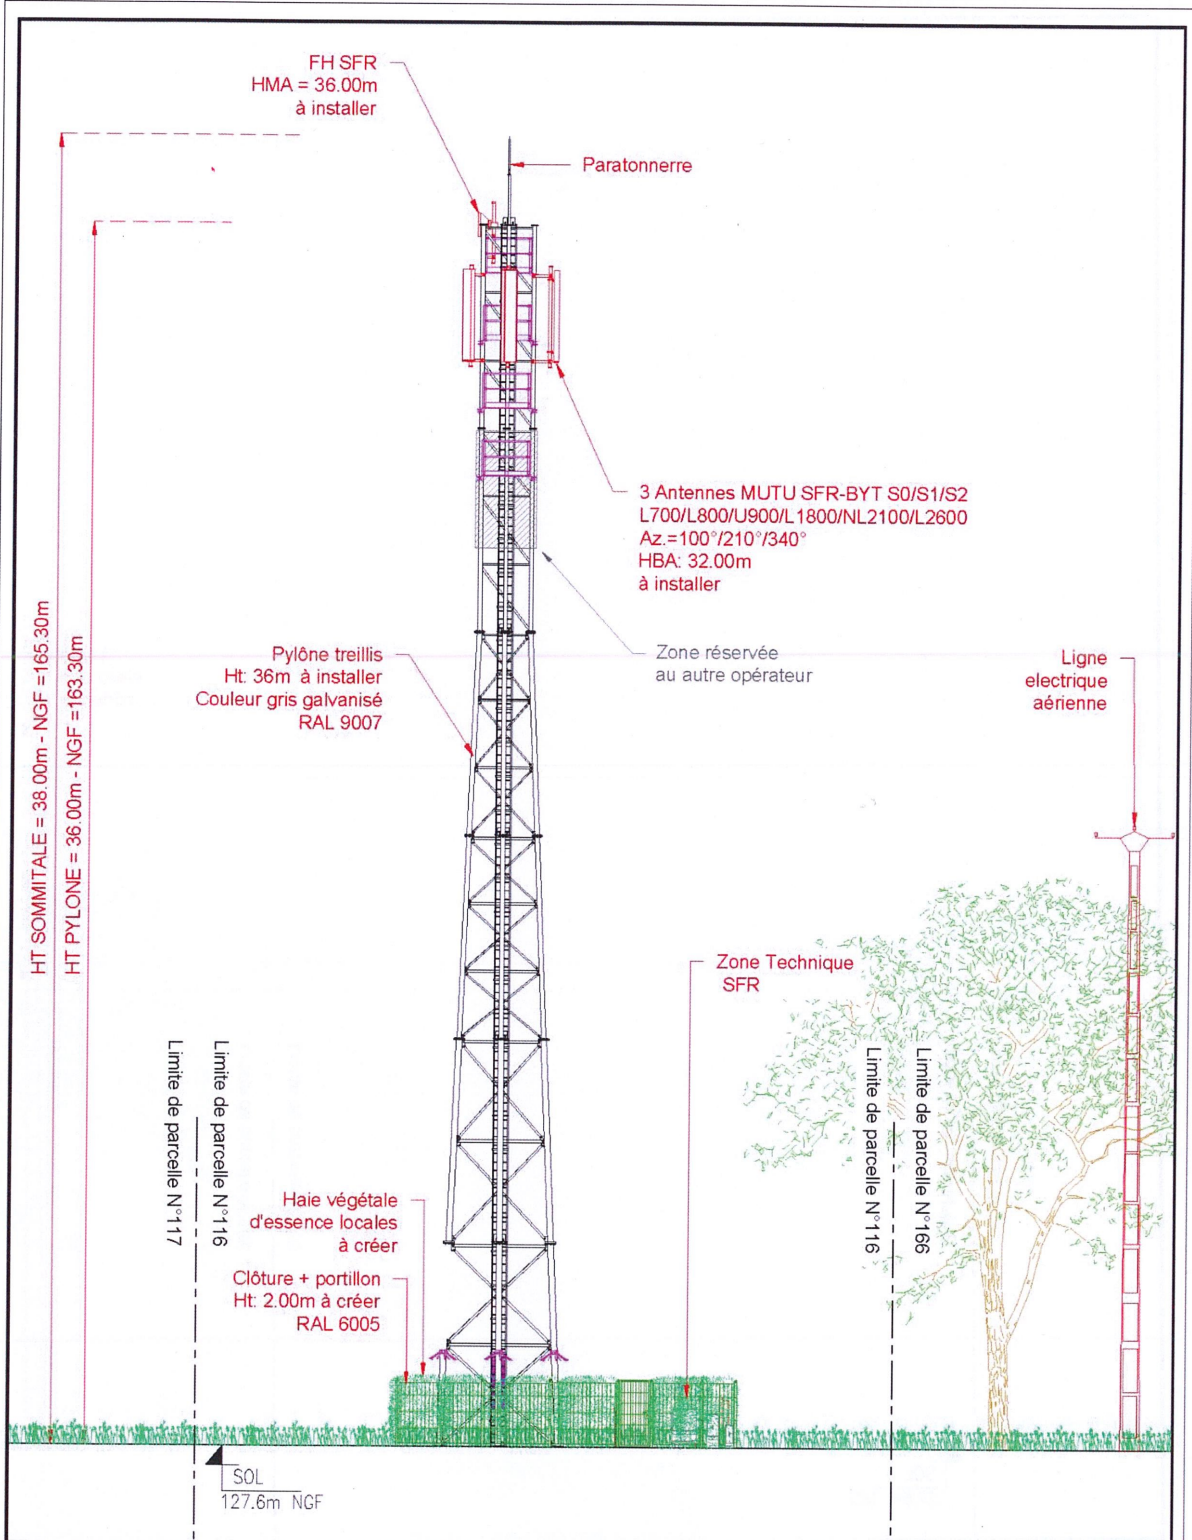 FH SFR
HMA = 36.00m
à installer
Paratonnerre
3 Antennes MUTU SFR-BYT S0/S1/S2
L700/L800/U900/L1800/NL2100/L2600
Az.=100°/210°/340°
HBA: 32.00m
à installer
HT SOMMITALE = 38.00m - NGF =165.30m
HT PYLONE = 36.00m - NGF =163.30m
Pylône treillis
Ht: 36m à installer
Couleur gris galvanisé
RAL 9007
Zone réservée
au autre opérateur
Ligne
electrique
aérienne
Zone Technique
SFR
Limite de parcelle N°117
Limite de parcelle N°116
Limite de parcelle N°116
Limite de parcelle N°166
Haie végétale
d'essence locales
à créer
Clôture + portillon
Ht: 2.00m à créer
RAL 6005
SOL
127.6m NGF